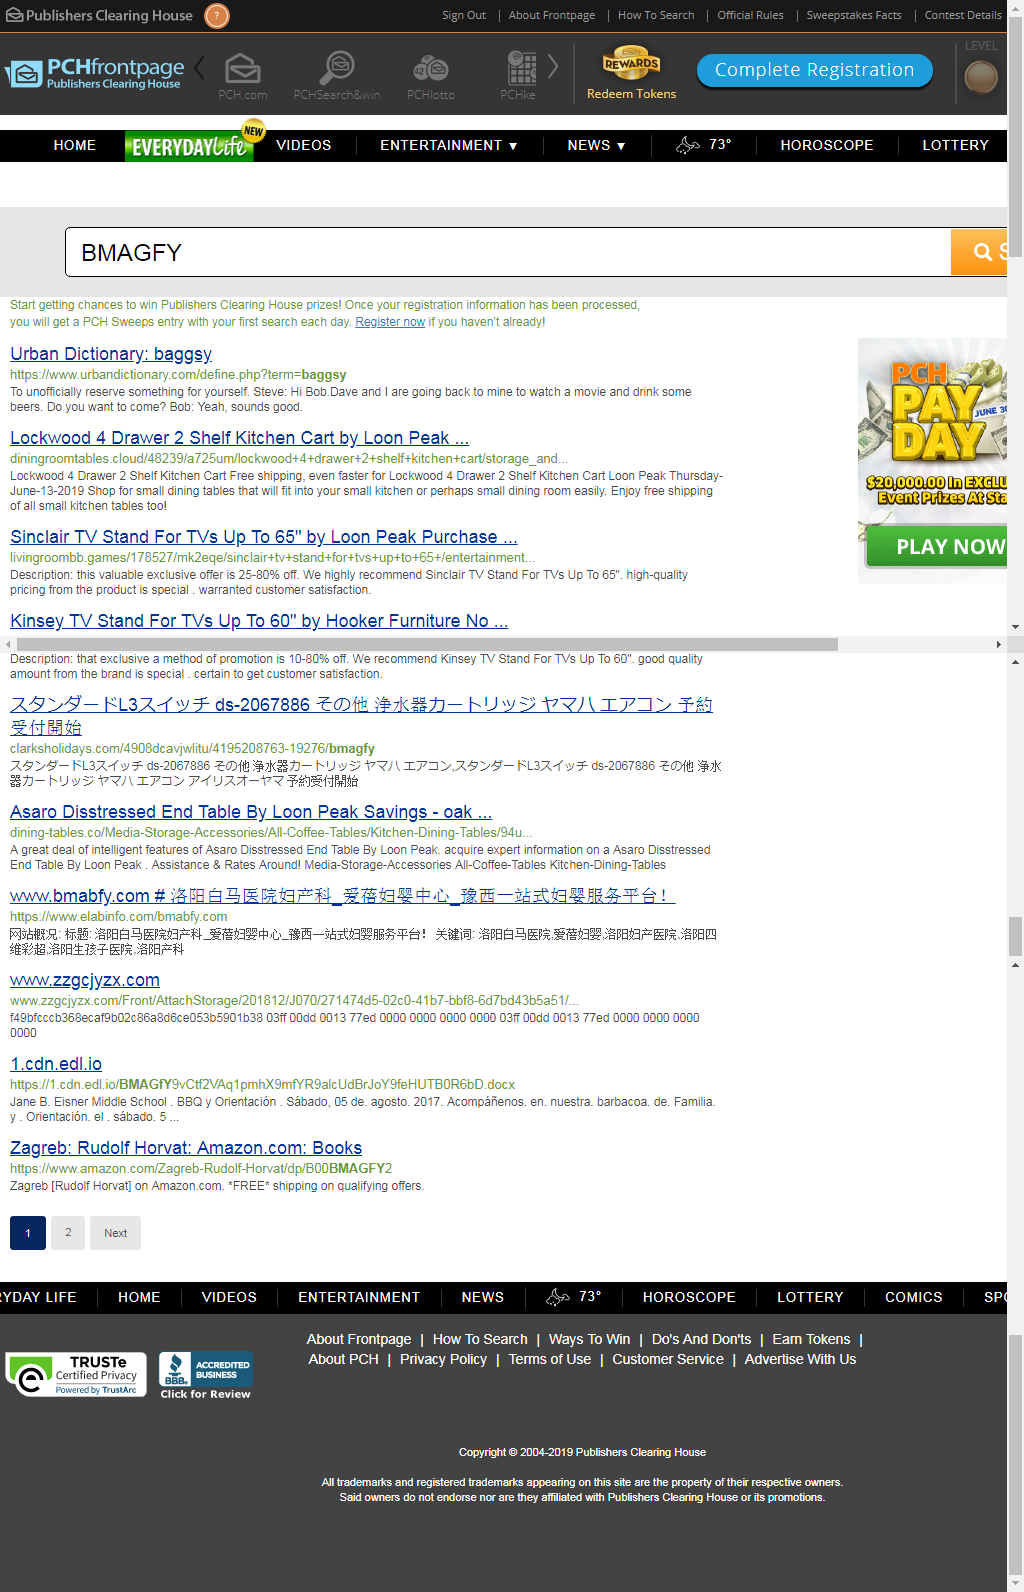 Publishers Clearing House ?
Sign Out | About Frontpage | How To Search | Official Rules | Sweepstakes Facts | Contest Details
PCHfrontpage
Publishers Clearing House
PCH.com PCHSearch&win PCHlotto PCHke
REWARDS
Redeem Tokens
Complete Registration
LEVEL
HOME EVERYDAY Life NEW VIDEOS ENTERTAINMENT ▼ NEWS ▼ 73° HOROSCOPE LOTTERY
BMAGFY
Start getting chances to win Publishers Clearing House prizes! Once your registration information has been processed,
you will get a PCH Sweeps entry with your first search each day. Register now if you haven't already!
Urban Dictionary: baggsy
https://www.urbandictionary.com/define.php?term=baggsy
To unofficially reserve something for yourself. Steve: Hi Bob.Dave and I are going back to mine to watch a movie and drink some
beers. Do you want to come? Bob: Yeah, sounds good.
Lockwood 4 Drawer 2 Shelf Kitchen Cart by Loon Peak ...
diningroomtables.cloud/48239/a725um/lockwood+4+drawer+2+shelf+kitchen+cart/storage_and...
Lockwood 4 Drawer 2 Shelf Kitchen Cart Free shipping, even faster for Lockwood 4 Drawer 2 Shelf Kitchen Cart Loon Peak Thursday-
June-13-2019 Shop for small dining tables that will fit into your small kitchen or perhaps small dining room easily. Enjoy free shipping
of all small kitchen tables too!
Sinclair TV Stand For TVs Up To 65" by Loon Peak Purchase ...
livingroombb.games/178527/mk2eqe/sinclair+tv+stand+for+tvs+up+to+65+/entertainment...
Description: this valuable exclusive offer is 25-80% off. We highly recommend Sinclair TV Stand For TVs Up To 65". high-quality
pricing from the product is special . warranted customer satisfaction.
Kinsey TV Stand For TVs Up To 60" by Hooker Furniture No ...
PCH
PAY
DAY
JUNE 30
$20,000.00 In EXCLU
Event Prizes At Sta
PLAY NOW
Description: that exclusive a method of promotion is 10-80% off. We recommend Kinsey TV Stand For TVs Up To 60". good quality
amount from the brand is special . certain to get customer satisfaction.
スタンダードL3スイッチ ds-2067886 その他 浄水器カートリッジ ヤマハ エアコン 予約
受付開始
clarksholidays.com/4908dcavjwlitu/4195208763-19276/bmagfy
スタンダードL3スイッチ ds-2067886 その他 浄水器カートリッジ ヤマハ エアコン,スタンダードL3スイッチ ds-2067886 その他 浄水
器カートリッジ ヤマハ エアコン アイリスオーヤマ 予約受付開始
Asaro Disstressed End Table By Loon Peak Savings - oak ...
dining-tables.co/Media-Storage-Accessories/All-Coffee-Tables/Kitchen-Dining-Tables/94u...
A great deal of intelligent features of Asaro Disstressed End Table By Loon Peak. acquire expert information on a Asaro Disstressed
End Table By Loon Peak . Assistance & Rates Around! Media-Storage-Accessories All-Coffee-Tables Kitchen-Dining-Tables
www.bmabfy.com # 洛阳白马医院妇产科_爱蓓妇婴中心_豫西一站式妇婴服务平台！
https://www.elabinfo.com/bmabfy.com
网站概况: 标题: 洛阳白马医院妇产科_爱蓓妇婴中心_豫西一站式妇婴服务平台！ 关键词: 洛阳白马医院,爱蓓妇婴,洛阳妇产医院,洛阳四
维彩超,洛阳生孩子医院,洛阳产科
www.zzgcjyzx.com
www.zzgcjyzx.com/Front/AttachStorage/201812/J070/271474d5-02c0-41b7-bbf8-6d7bd43b5a51/...
f49bfcccb368ecaf9b02c86a8d6ce053b5901b38 03ff 00dd 0013 77ed 0000 0000 0000 0000 03ff 00dd 0013 77ed 0000 0000 0000
0000
1.cdn.edl.io
https://1.cdn.edl.io/BMAGfY9vCtf2VAq1pmhX9mfYR9alcUdBrJoY9feHUTB0R6bD.docx
Jane B. Eisner Middle School . BBQ y Orientación . Sábado, 05 de. agosto. 2017. Acompáñenos. en. nuestra. barbacoa. de. Familia.
y . Orientación. el . sábado. 5 ...
Zagreb: Rudolf Horvat: Amazon.com: Books
https://www.amazon.com/Zagreb-Rudolf-Horvat/dp/B00BMAGFY2
Zagreb [Rudolf Horvat] on Amazon.com. *FREE* shipping on qualifying offers.
1 2 Next
RYDAY LIFE HOME VIDEOS ENTERTAINMENT NEWS 73° HOROSCOPE LOTTERY COMICS SPO
About Frontpage | How To Search | Ways To Win | Do's And Don'ts | Earn Tokens |
About PCH | Privacy Policy | Terms of Use | Customer Service | Advertise With Us
TRUSTe
Certified Privacy
Powered by TrustArc
BBB.
ACCREDITED
BUSINESS
Click for Review
Copyright © 2004-2019 Publishers Clearing House
All trademarks and registered trademarks appearing on this site are the property of their respective owners.
Said owners do not endorse nor are they affiliated with Publishers Clearing House or its promotions.